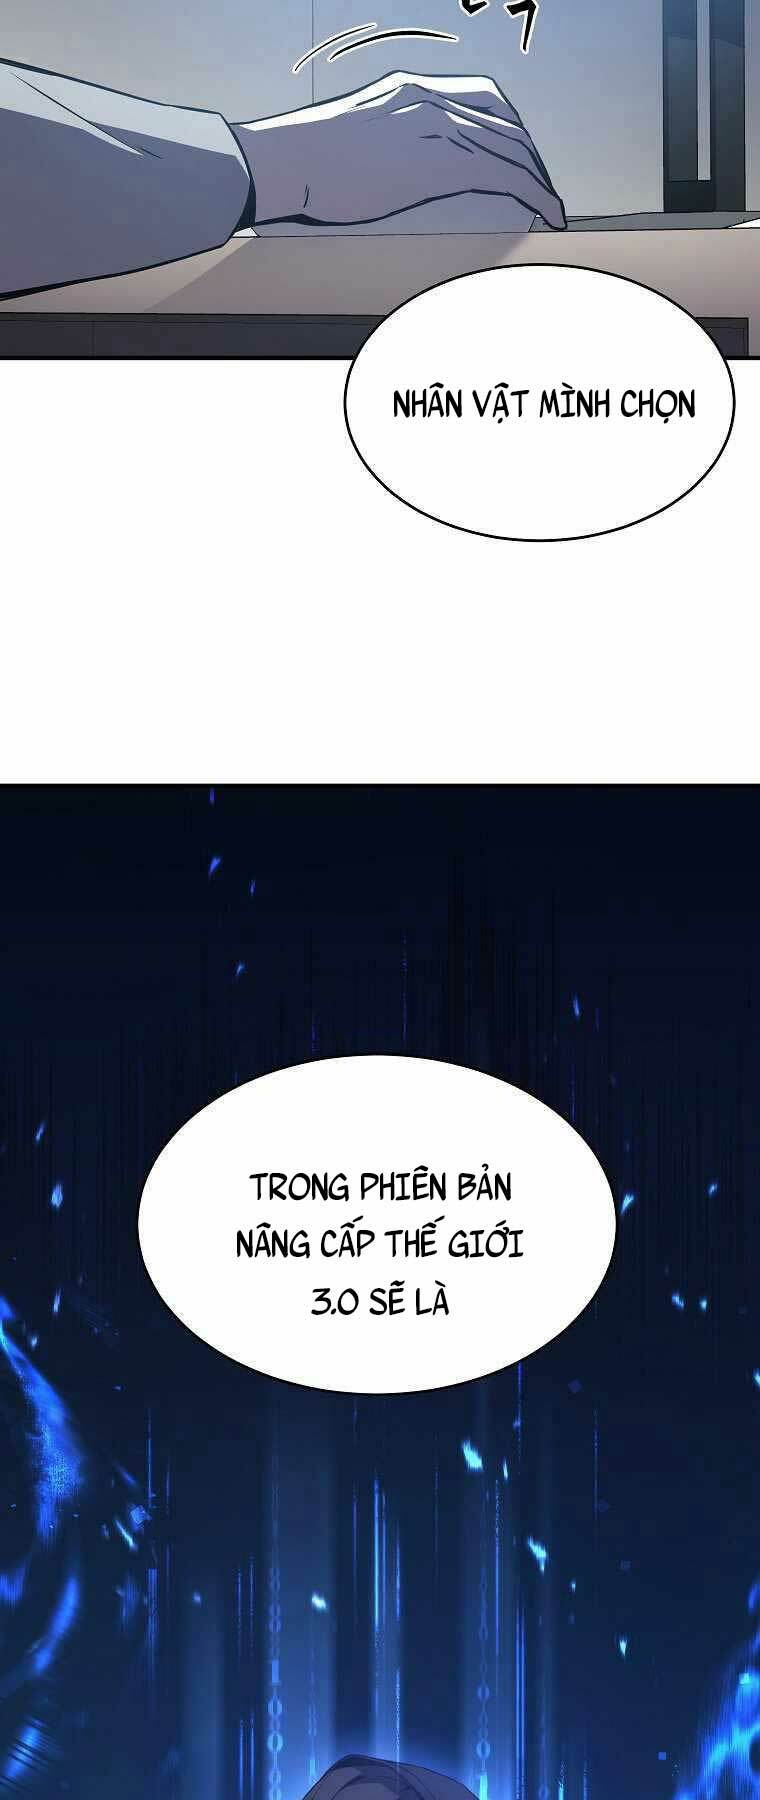 NHÂN VẬT MÌNH CHỌN
TRONG PHIÊN BẢN
NÂNG CẤP THẾ GIỚI
3.0 SẼ LÀ